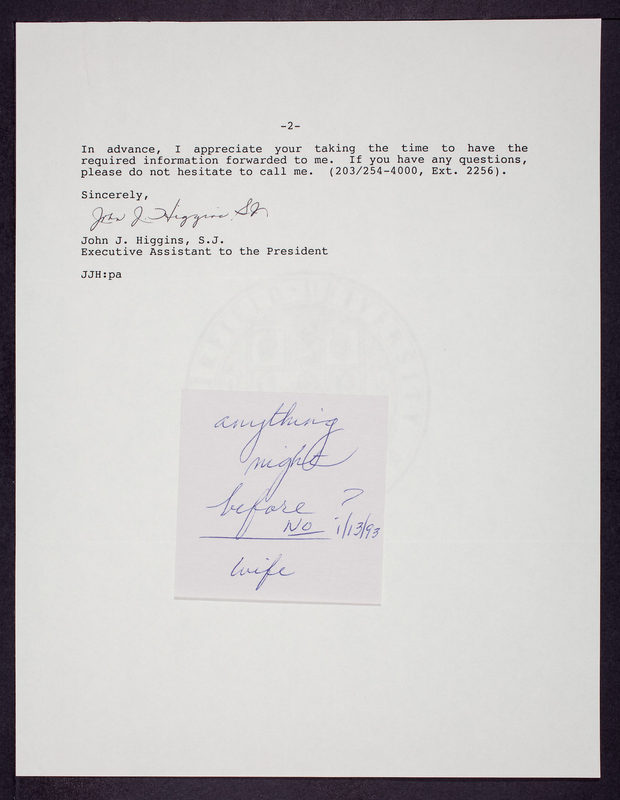 -2-
In advance, I appreciate your taking the time to have the
required information forwarded to me. If you have any questions,
please do not hesitate to call me. (203/254-4000, Ext. 2256).
Sincerely,
John J. Higgins, SJ
John J. Higgins, S.J.
Executive Assistant to the President
JJH:pa
anything
night
before ?
No 1/13/93
wife